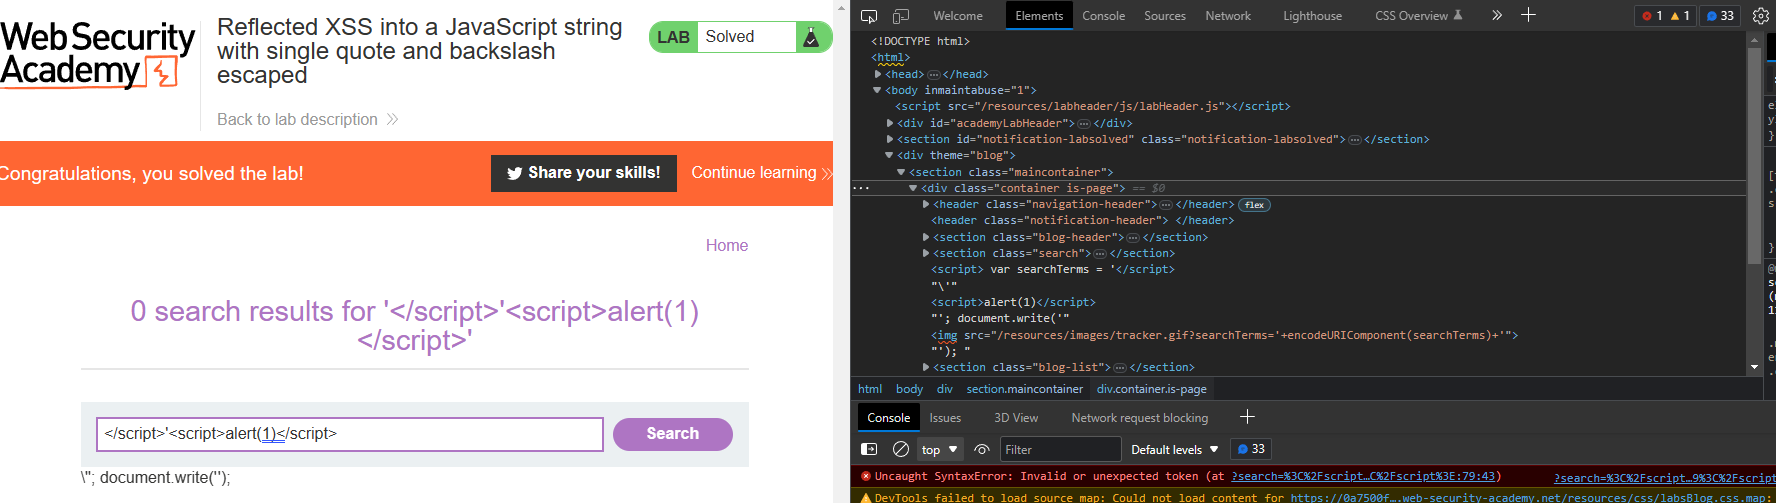 Web Security
Academy
Reflected XSS into a JavaScript string
with single quote and backslash
escaped
Back to lab description
LAB Solved
Congratulations, you solved the lab!
Share your skills!
Continue learning
Home
0 search results for '</script>'<script>alert(1)
</script>'
</script>'<script>alert(1)</script>
Search
\''; document.write('');
Welcome Elements Console Sources Network Lighthouse CSS Overview
1 1 33
<!DOCTYPE html>
<html>
<head>…</head>
<body inmaintabuse="1">
<script src="/resources/labheader/js/labHeader.js"></script>
<div id="academyLabHeader">…</div>
<section id="notification-labsolved" class="notification-labsolved">…</section>
<div theme="blog">
<section class="maincontainer">
… <div class="container is-page"> == $0
<header class="navigation-header">…</header> flex
<header class="notification-header"> </header>
<section class="blog-header">…</section>
<section class="search">…</section>
<script> var searchTerms = '</script>
"\'"
<script>alert(1)</script>
"'; document.write('"
<img src="/resources/images/tracker.gif?searchTerms='+encodeURIComponent(searchTerms)+'">
"'); "
<section class="blog-list">…</section>
html body div section.maincontainer div.container.is-page
Console Issues 3D View Network request blocking
top Filter Default levels 33
Uncaught SyntaxError: Invalid or unexpected token (at ?search=%3C%2Fscript…C%2Fscript%3E:79:43) ?search=%3C%2Fscript…9%3C%2Fscript
DevTools failed to load source map: Could not load content for https://0a7500f….web-security-academy.net/resources/css/labsBlog.css.map: